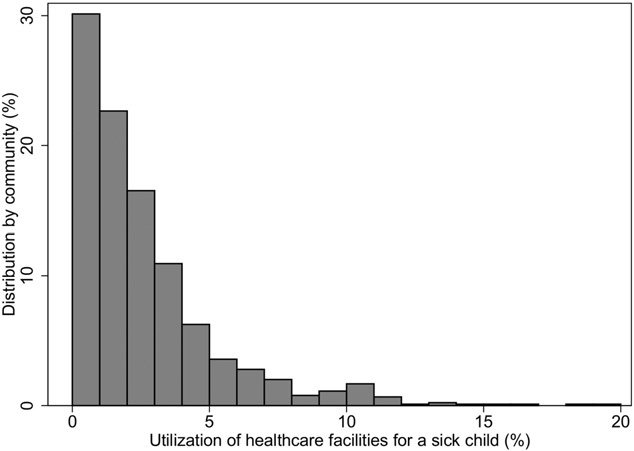 Distribution by community (%)
30
20
10
0
0 5 10 15 20
Utilization of healthcare facilities for a sick child (%)